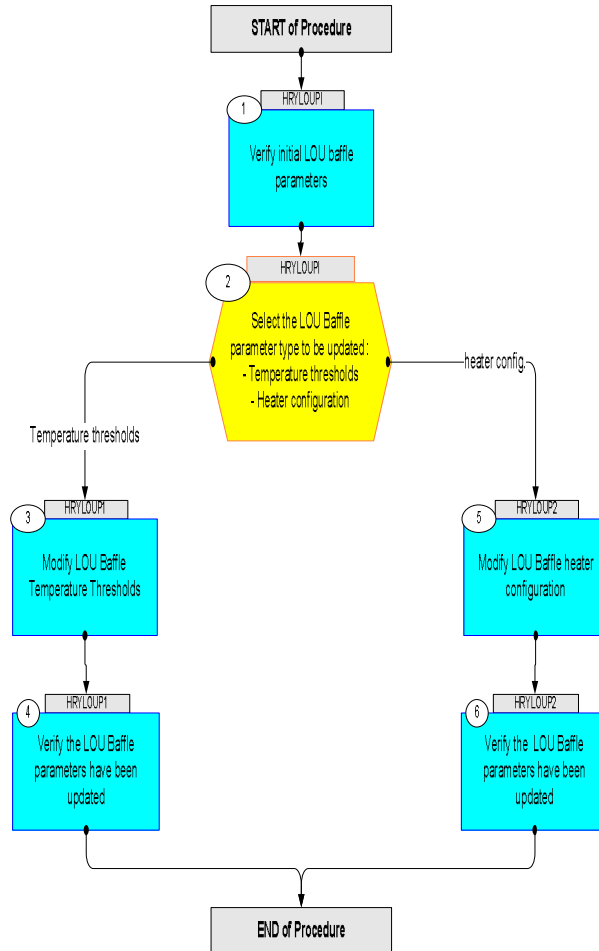 START of Procedure
HRYLOUPI
1
Verify initial LOU baffle
parameters
HRYLOUPI
2
Select the LOU Baffle
parameter type to be updated :
- Temperature thresholds
- Heater configuration
heater config.
Temperature thresholds
HRYLOUP1
3
Modify LOU Baffle
Temperature Thresholds
HRYLOUP2
5
Modify LOU Baffle heater
configuration
HRYLOUP1
4
Verify the LOU Baffle
parameters have been
updated
HRYLOUP2
6
Verify the LOU Baffle
parameters have been
updated
END of Procedure